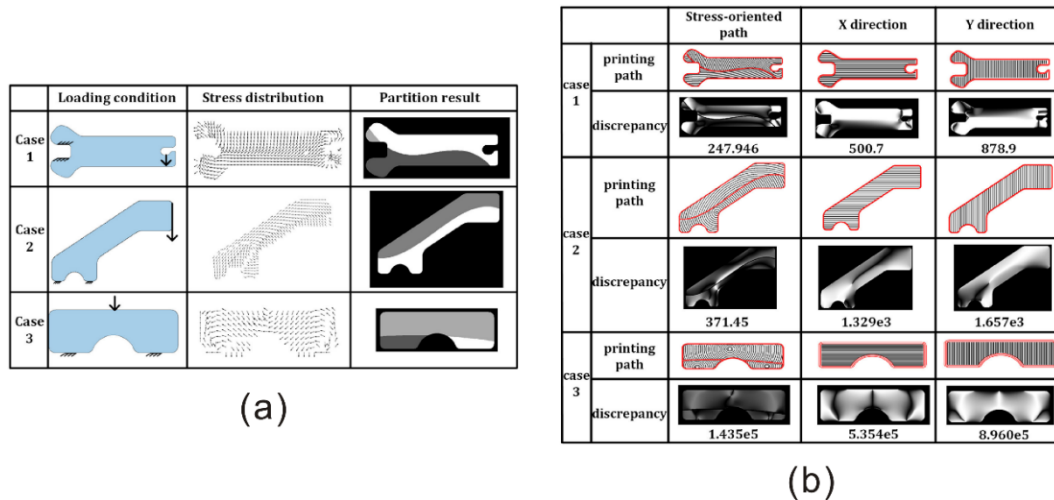 Loading condition Stress distribution Partition result
Case 1
Case 2
Case 3
(a)
Stress-oriented path X direction Y direction
case 1
printing path
discrepancy
247.946 500.7 878.9
case 2
printing path
discrepancy
371.45 1.329e3 1.657e3
case 3
printing path
discrepancy
1.435e5 5.354e5 8.960e5
(b)